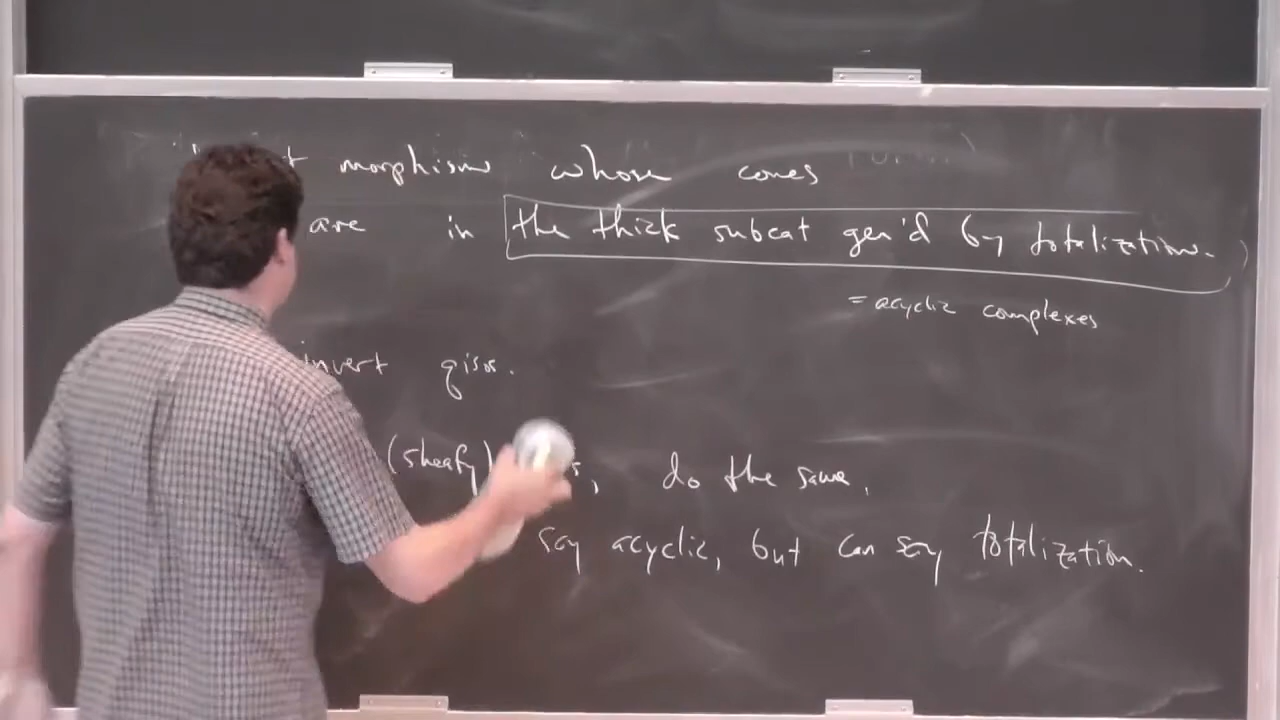 morphisms whose cones
are in the thick subcat gen'd by totalization.
= acyclic complexes
invert qisos.
(sheafy) , do the same.
say acyclic, but can say totalization.